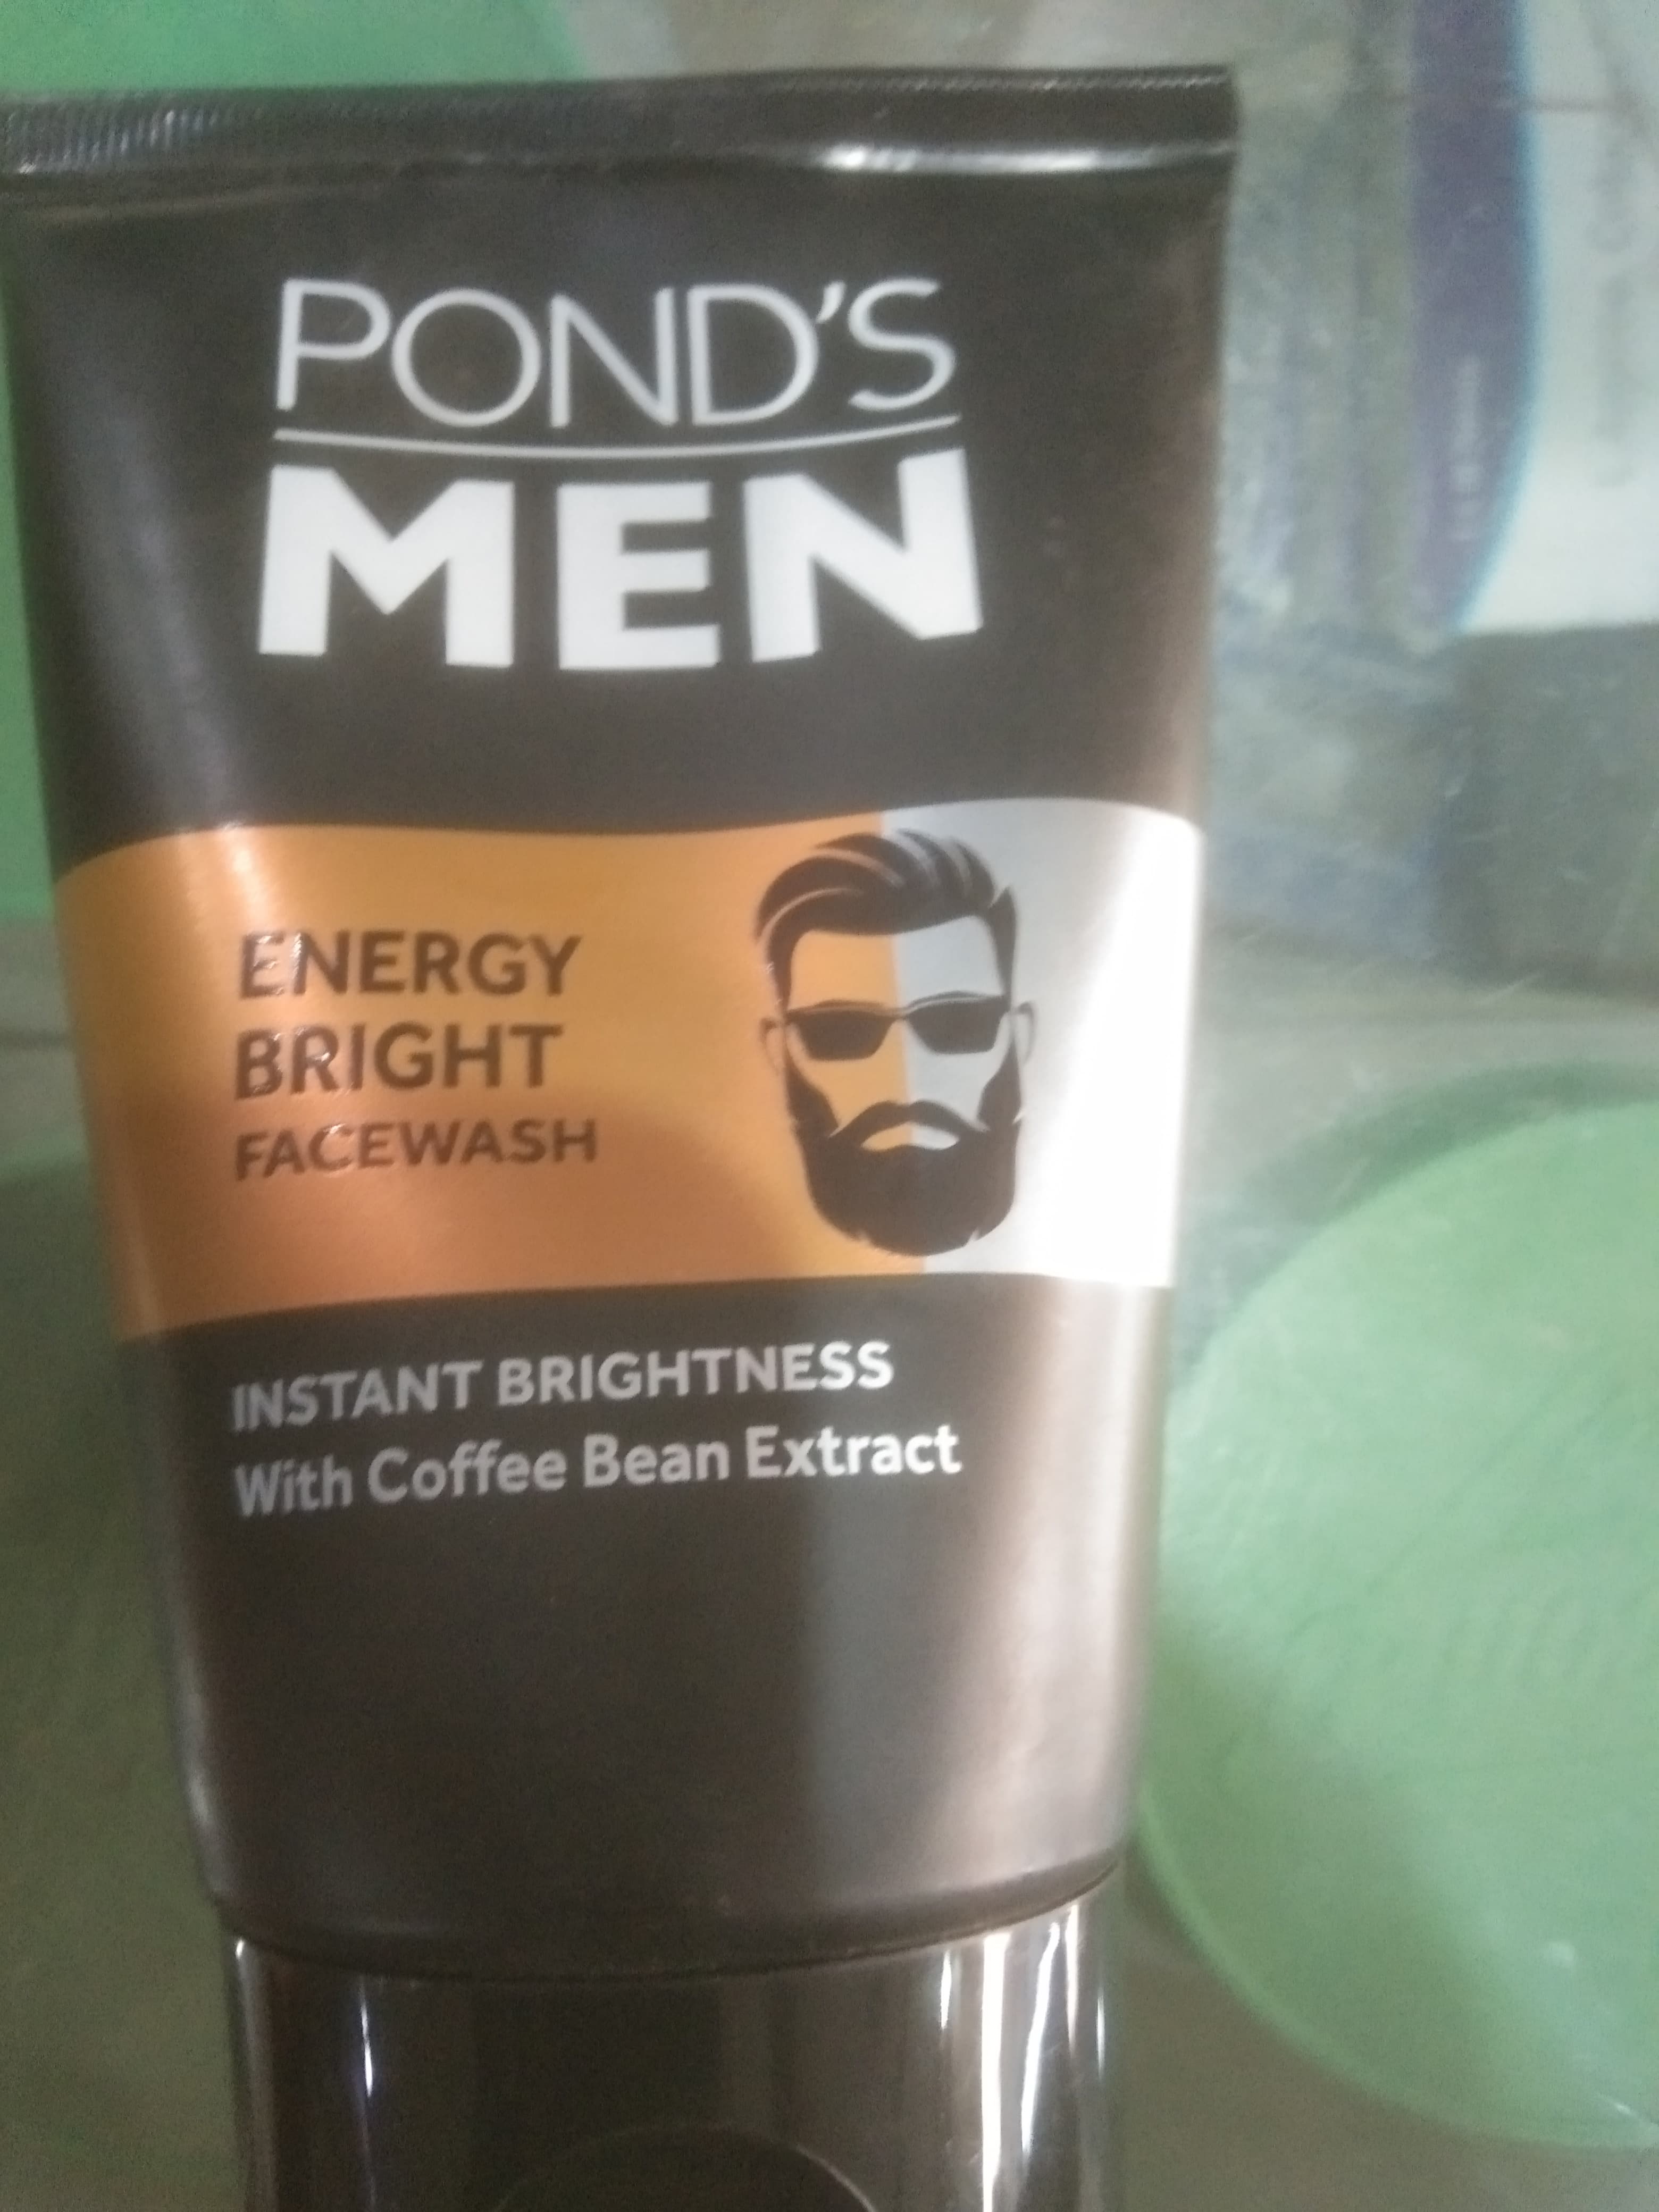 POND'S
MEN
ENERGY
BRIGHT
FACEWASH
INSTANT BRIGHTNESS
With Coffee Bean Extract